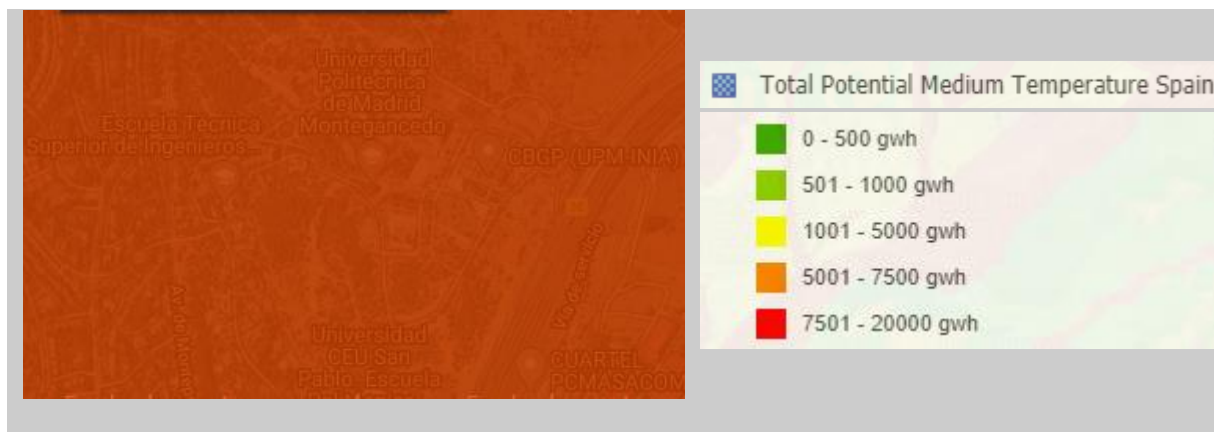 Universidad
Politécnica
de Madrid
Montegancedo
Escuela Técnica
Superior de Ingenieros
CBGP (UPM-INIA)
Vía de servicio
Universidad
CEU San
Pablo Escuela
CUARTEL
PCMASACOM
Total Potential Medium Temperature Spain
0 - 500 gwh
501 - 1000 gwh
1001 - 5000 gwh
5001 - 7500 gwh
7501 - 20000 gwh